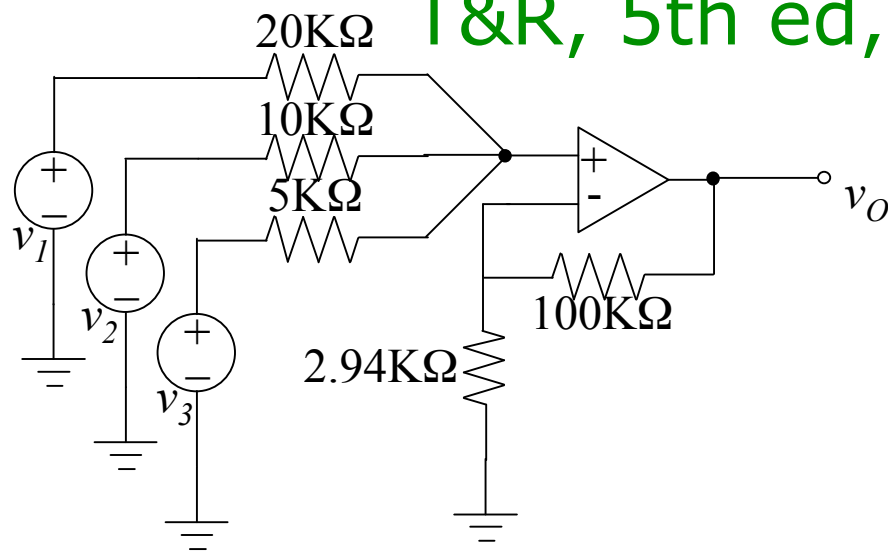 T&R, 5th ed,
20KΩ
10KΩ
5KΩ
+
-
+
−
v1
+
−
v2
+
−
v3
vO
100KΩ
2.94KΩ